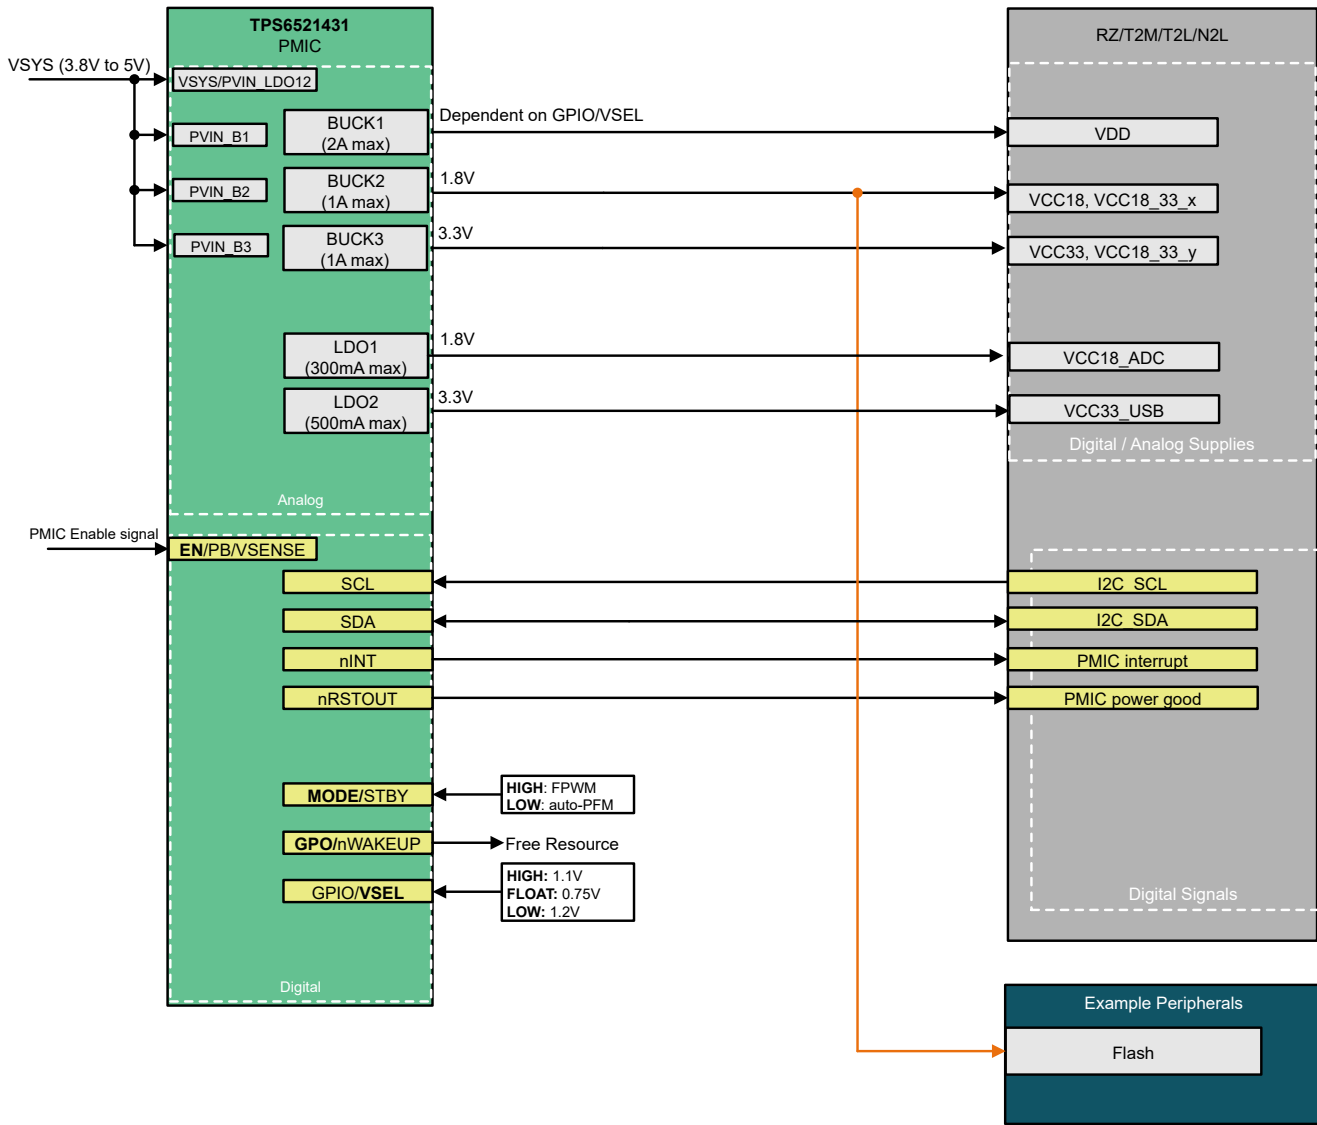 TPS6521431
PMIC
VSYS (3.8V to 5V)
VSYS/PVIN_LDO12
PVIN_B1
BUCK1
(2A max)
Dependent on GPIO/VSEL
PVIN_B2
BUCK2
(1A max)
1.8V
PVIN_B3
BUCK3
(1A max)
3.3V
LDO1
(300mA max)
1.8V
LDO2
(500mA max)
3.3V
Analog
PMIC Enable signal
EN/PB/VSENSE
SCL
SDA
nINT
nRSTOUT
MODE/STBY
HIGH: FPWM
LOW: auto-PFM
GPO/nWAKEUP
Free Resource
GPIO/VSEL
HIGH: 1.1V
FLOAT: 0.75V
LOW: 1.2V
Digital
RZ/T2M/T2L/N2L
VDD
VCC18, VCC18_33_x
VCC33, VCC18_33_y
VCC18_ADC
VCC33_USB
Digital / Analog Supplies
I2C_SCL
I2C_SDA
PMIC interrupt
PMIC power good
Digital Signals
Example Peripherals
Flash